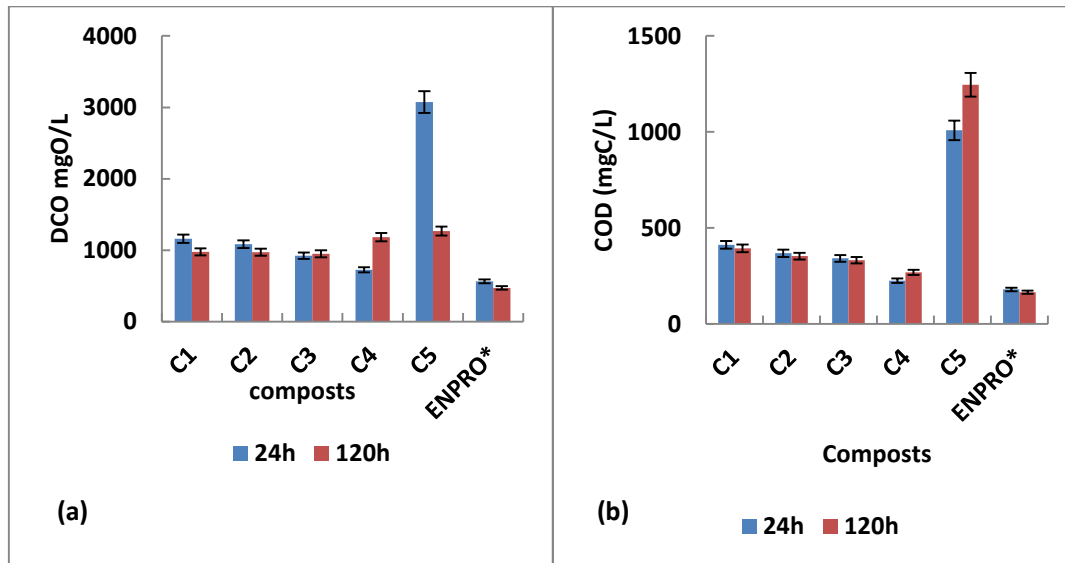 4000
3000
2000
1000
0
DCO mgO/L
C1 C2 C3 C4 C5 ENPRO*
composts
24h 120h
(a)
1500
1000
500
0
COD (mgC/L)
C1 C2 C3 C4 C5 ENPRO*
Composts
(b)
24h 120h